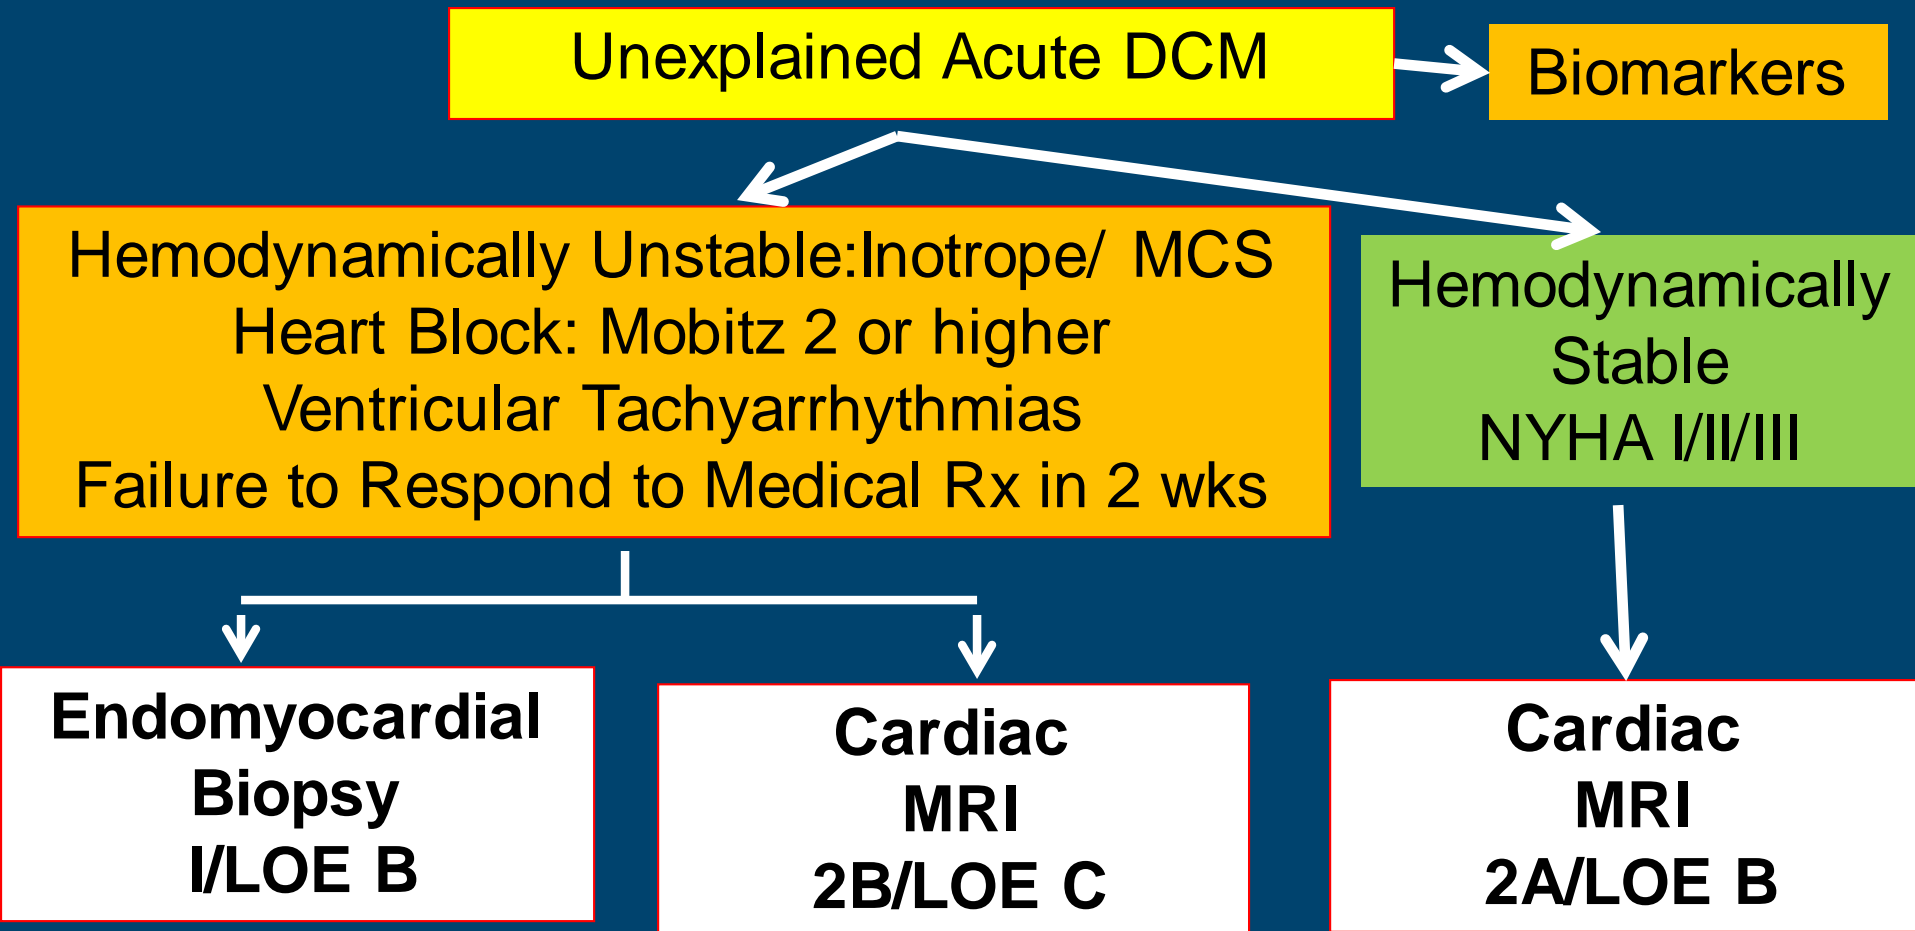 Unexplained Acute DCM
Biomarkers
Hemodynamically Unstable:Inotrope/ MCS
Heart Block: Mobitz 2 or higher
Ventricular Tachyarrhythmias
Failure to Respond to Medical Rx in 2 wks
Hemodynamically
Stable
NYHA I/II/III
Endomyocardial
Biopsy
I/LOE B
Cardiac
MRI
2B/LOE C
Cardiac
MRI
2A/LOE B